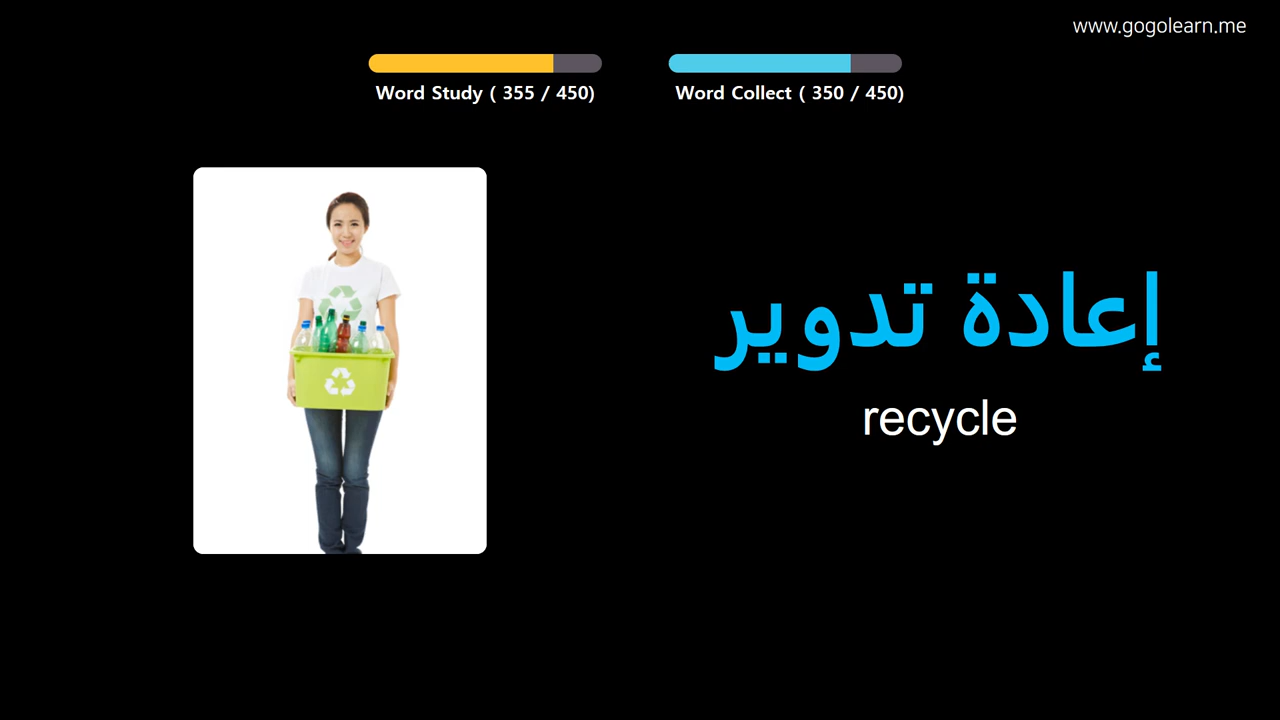 www.gogolearn.me
Word Study ( 355 / 450)
Word Collect ( 350 / 450)
إعادة تدوير
recycle